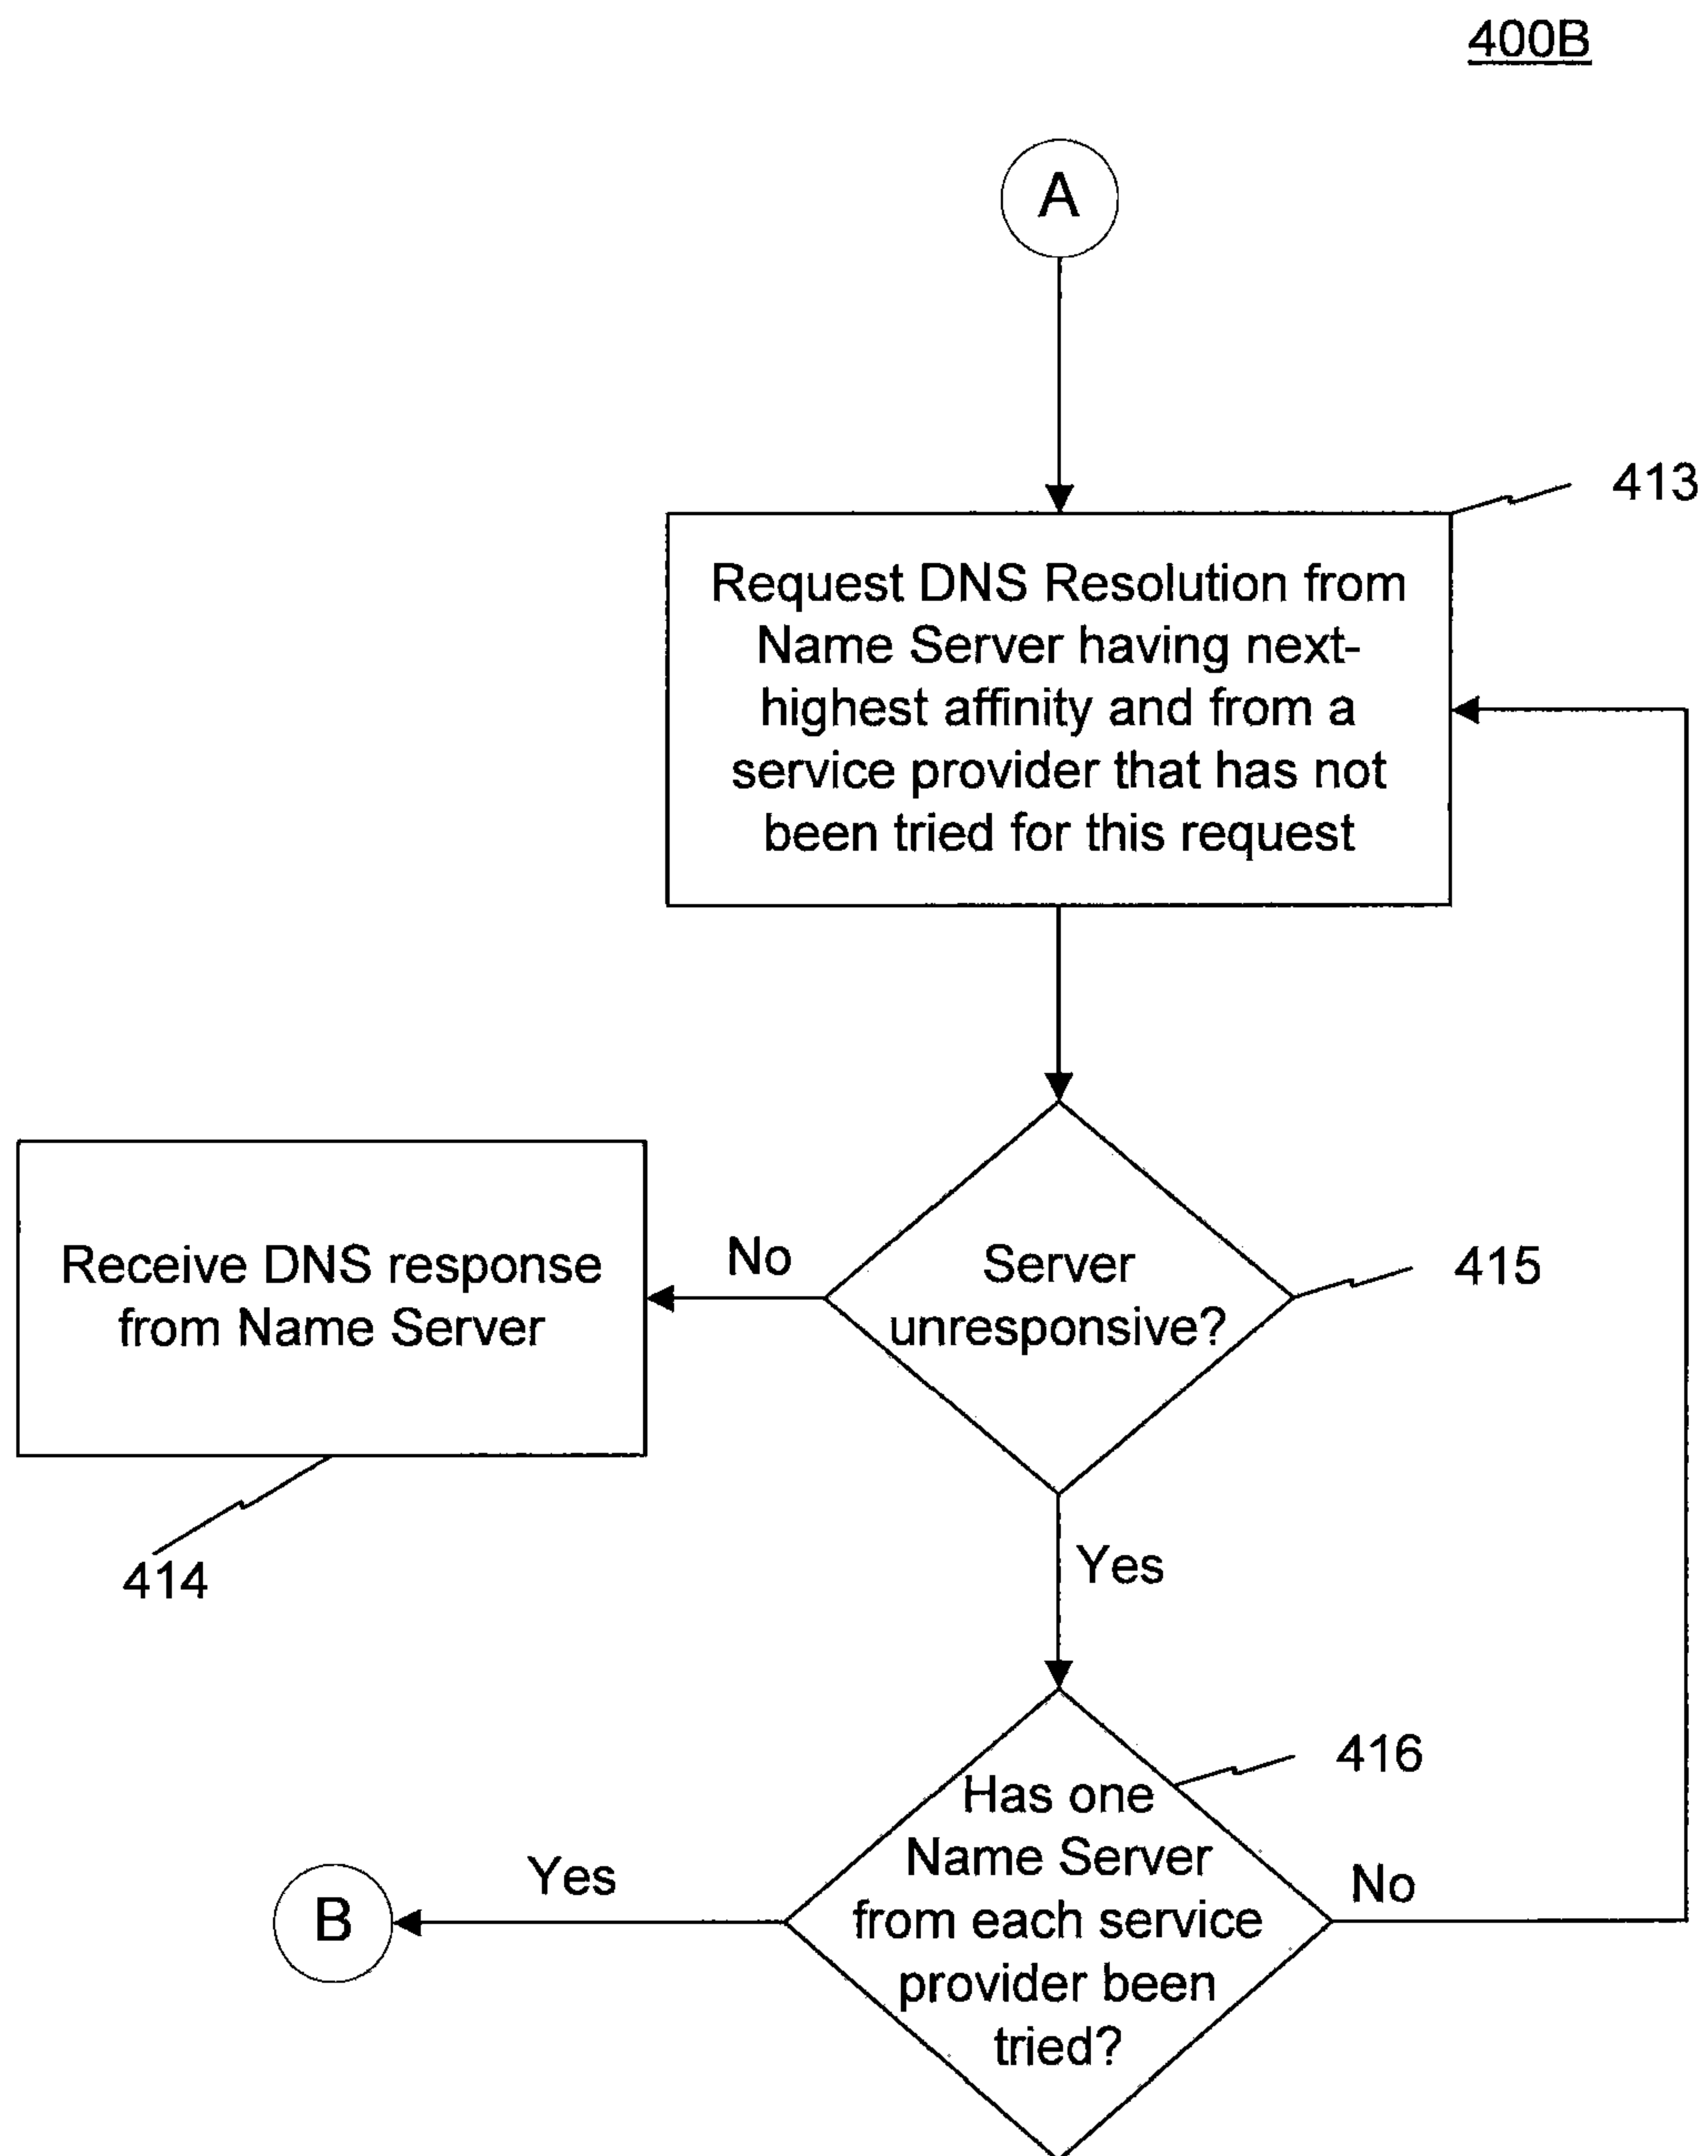 400B
A
413
Request DNS Resolution from
Name Server having next-
highest affinity and from a
service provider that has not
been tried for this request
Receive DNS response
from Name Server
No
Server
unresponsive?
415
414
Yes
416
Has one
Name Server
from each service
provider been
tried?
Yes
B
No